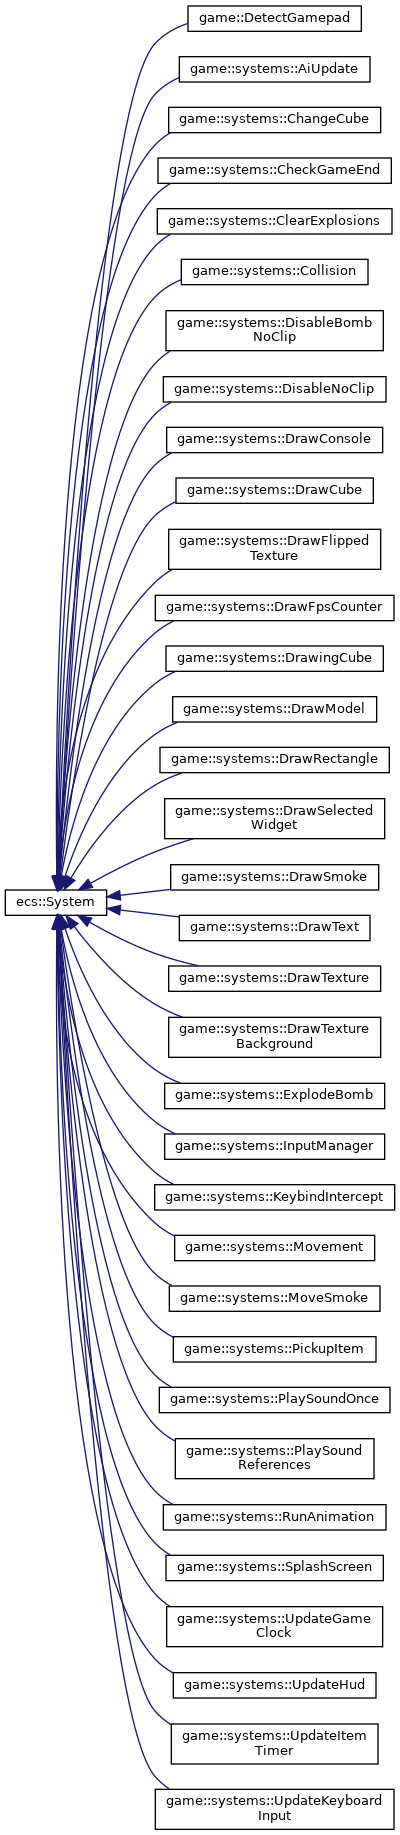 game::DetectGamepad
game::systems::AiUpdate
game::systems::ChangeCube
game::systems::CheckGameEnd
game::systems::ClearExplosions
game::systems::Collision
game::systems::DisableBomb
NoClip
game::systems::DisableNoClip
game::systems::DrawConsole
game::systems::DrawCube
game::systems::DrawFlipped
Texture
game::systems::DrawFpsCounter
game::systems::DrawingCube
game::systems::DrawModel
game::systems::DrawRectangle
game::systems::DrawSelected
Widget
game::systems::DrawSmoke
ecs::System
game::systems::DrawText
game::systems::DrawTexture
game::systems::DrawTexture
Background
game::systems::ExplodeBomb
game::systems::InputManager
game::systems::KeybindIntercept
game::systems::Movement
game::systems::MoveSmoke
game::systems::PickupItem
game::systems::PlaySoundOnce
game::systems::PlaySound
References
game::systems::RunAnimation
game::systems::SplashScreen
game::systems::UpdateGame
Clock
game::systems::UpdateHud
game::systems::UpdateItem
Timer
game::systems::UpdateKeyboard
Input